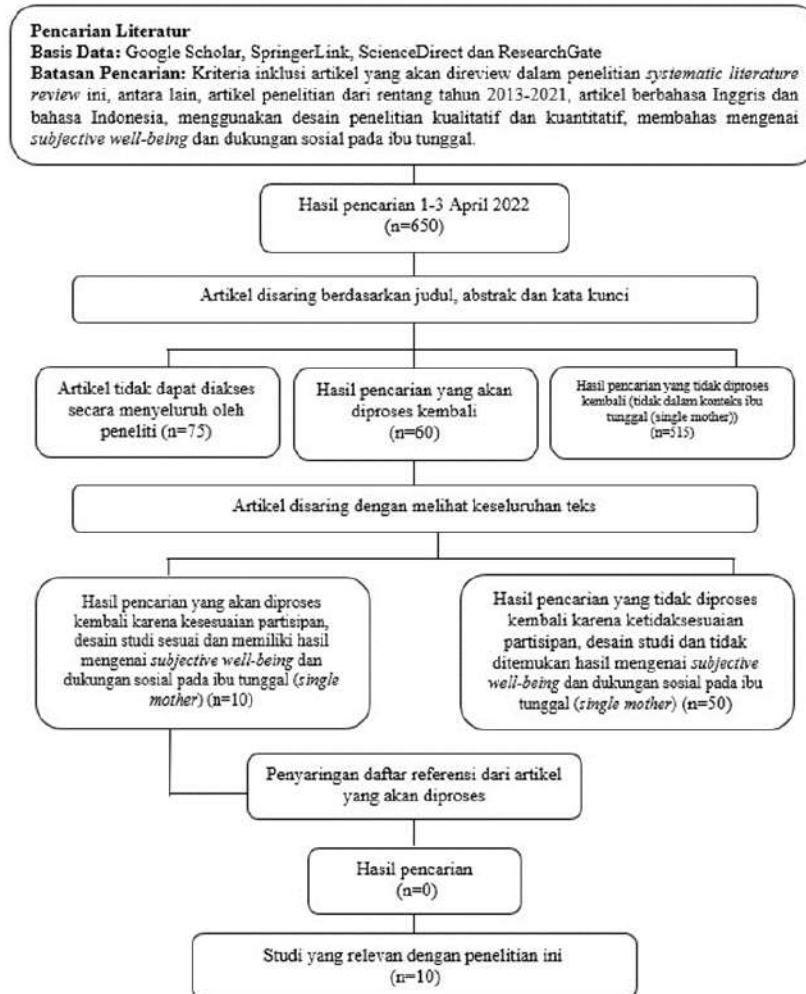 Pencarian Literatur
Basis Data: Google Scholar, SpringerLink, ScienceDirect dan ResearchGate
Batasan Pencarian: Kriteria inklusi artikel yang akan direview dalam penelitian systematic literature
review ini, antara lain, artikel penelitian dari rentang tahun 2013-2021, artikel berbahasa Inggris dan
bahasa Indonesia, menggunakan desain penelitian kualitatif dan kuantitatif, membahas mengenai
subjective well-being dan dukungan sosial pada ibu tunggal.
Hasil pencarian 1-3 April 2022
(n=650)
Artikel disaring berdasarkan judul, abstrak dan kata kunci
Artikel tidak dapat diakses
secara menyeluruh oleh
peneliti (n=75)
Hasil pencarian yang akan
diproses kembali
(n=60)
Hasil pencarian yang tidak diproses
kembali (tidak dalam konteks ibu
tunggal (single mother))
(n=515)
Artikel disaring dengan melihat keseluruhan teks
Hasil pencarian yang akan diproses
kembali karena kesesuaian partisipan,
desain studi sesuai dan memiliki hasil
mengenai subjective well-being dan
dukungan sosial pada ibu tunggal (single
mother) (n=10)
Hasil pencarian yang tidak diproses
kembali karena ketidaksesuaian
partisipan, desain studi dan tidak
ditemukan hasil mengenai subjective
well-being dan dukungan sosial pada ibu
tunggal (single mother) (n=50)
Penyaringan daftar referensi dari artikel
yang akan diproses
Hasil pencarian
(n=0)
Studi yang relevan dengan penelitian ini
(n=10)